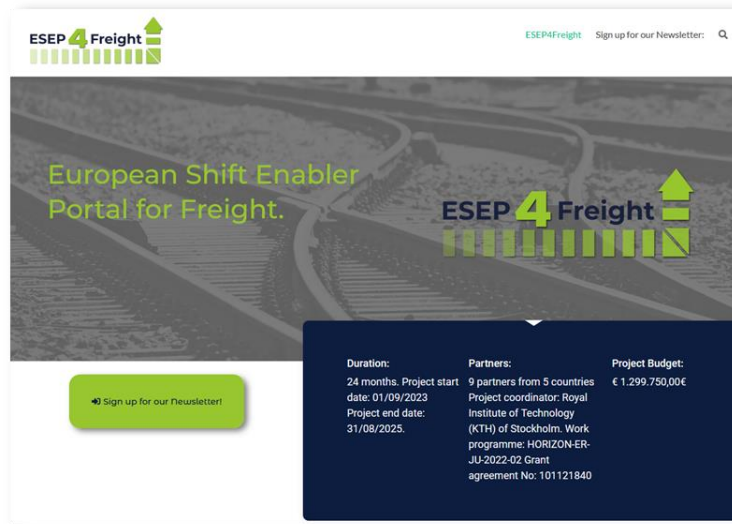 ESEP 4 Freight
ESEP4Freight
Sign up for our Newsletter:
European Shift Enabler
Portal for Freight.
ESEP 4 Freight
Sign up for our Newsletter!
Duration:
24 months. Project start
date: 01/09/2023
Project end date:
31/08/2025.
Partners:
9 partners from 5 countries
Project coordinator: Royal
Institute of Technology
(KTH) of Stockholm. Work
programme: HORIZON-ER-
JU-2022-02 Grant
agreement No: 101121840
Project Budget:
€ 1.299.750,00€